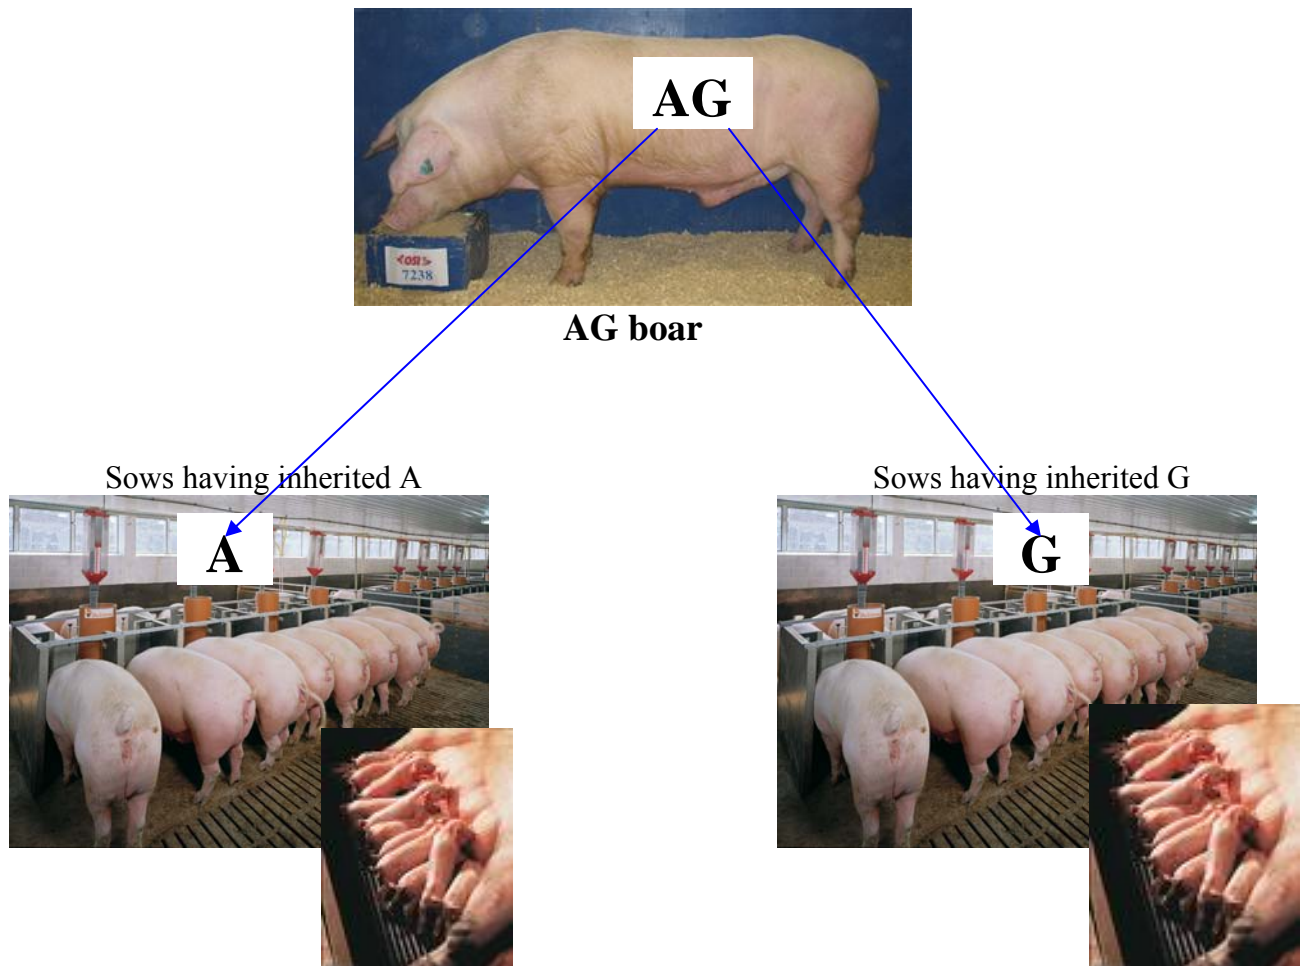 AG
7238
AG boar
Sows having inherited A
Sows having inherited G
A
G